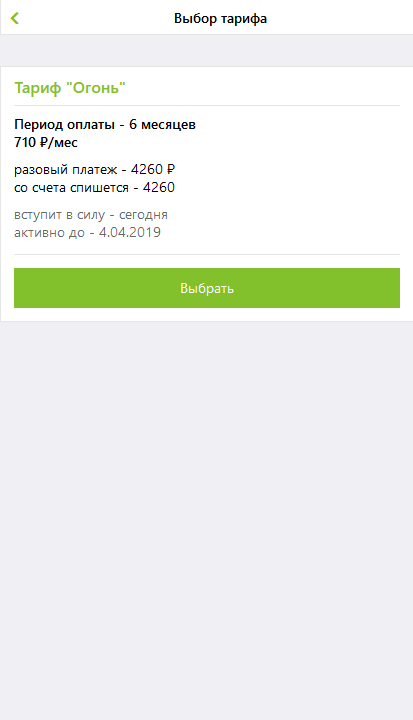 Выбор тарифа
Тариф "Огонь"
Период оплаты - 6 месяцев
710 ₽/мес
разовый платеж - 4260 ₽
со счета спишется - 4260
вступит в силу - сегодня
активно до - 4.04.2019
Выбрать